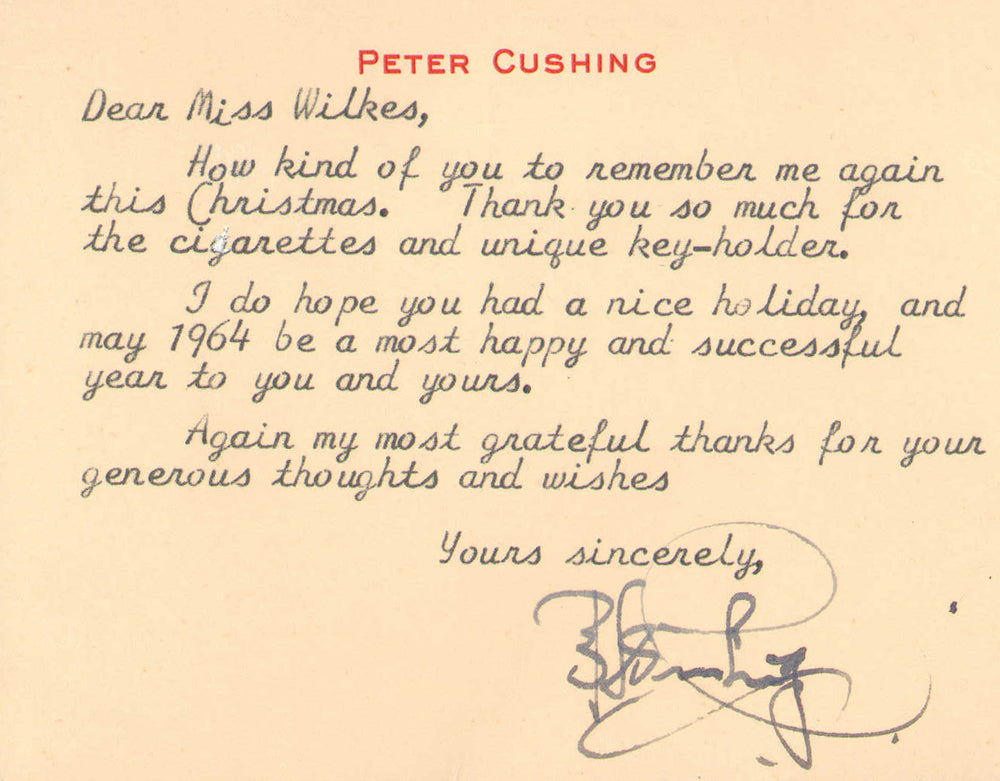 PETER CUSHING
Dear Miss Wilkes,
How kind of you to remember me again
this Christmas. Thank you so much for
the cigarettes and unique key-holder.
I do hope you had a nice holiday, and
may 1964 be a most happy and successful
year to you and yours.
Again my most grateful thanks for your
generous thoughts and wishes
Yours sincerely,
Peter Cushing